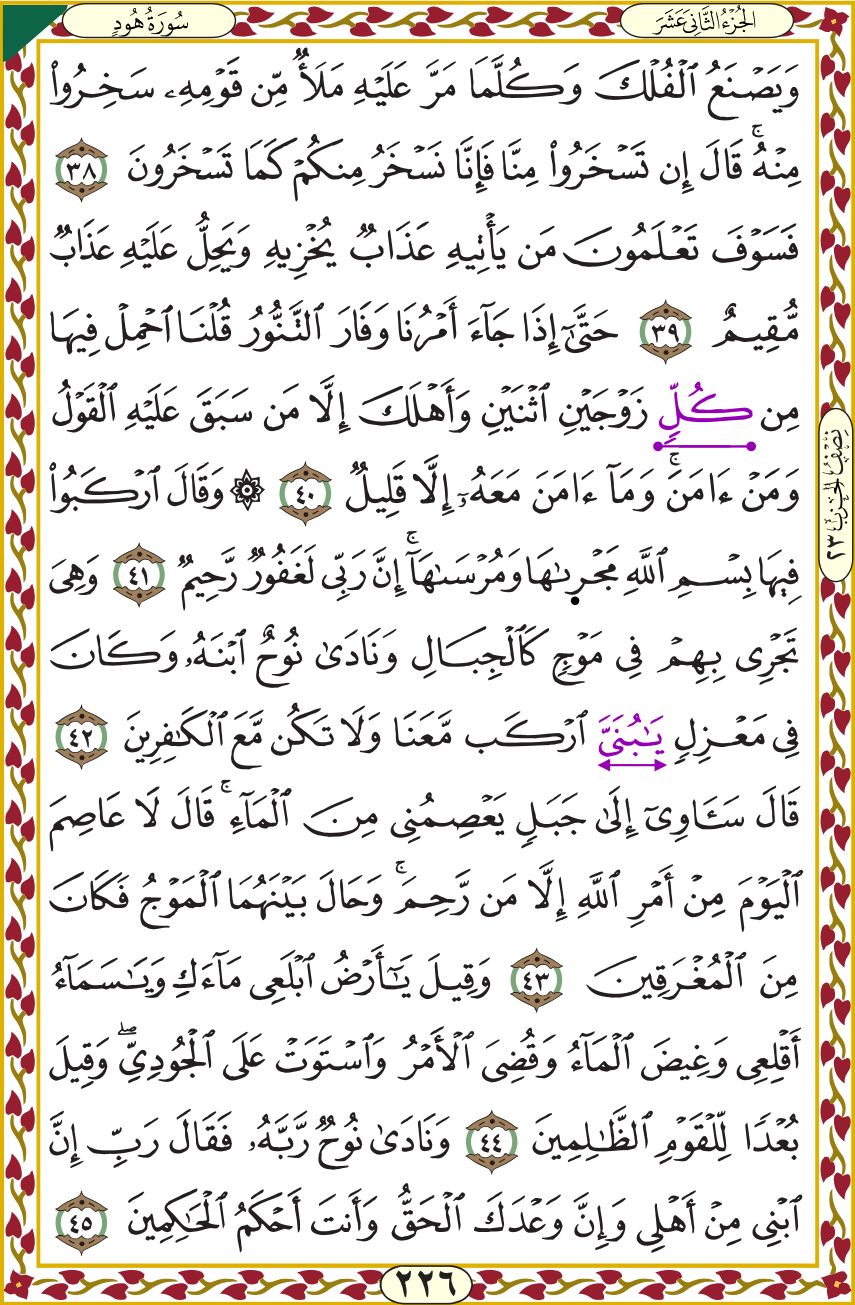 الجُزْءُ الثَّانِي عَشَرَ
سُورَةُ هُودٍ
وَيَصْنَعُ ٱلْفُلْكَ وَكُلَّمَا مَرَّ عَلَيْهِ مَلَأٌ مِّن قَوْمِهِۦ سَخِرُوا۟
مِنْهُ ۚ قَالَ إِن تَسْخَرُوا۟ مِنَّا فَإِنَّا نَسْخَرُ مِنكُمْ كَمَا تَسْخَرُونَ ٣٨
فَسَوْفَ تَعْلَمُونَ مَن يَأْتِيهِ عَذَابٌ يُخْزِيهِ وَيَحِلُّ عَلَيْهِ عَذَابٌ
مُّقِيمٌ ٣٩ حَتَّىٰٓ إِذَا جَآءَ أَمْرُنَا وَفَارَ ٱلتَّنُّورُ قُلْنَا ٱحْمِلْ فِيهَا
مِن كُلٍّ زَوْجَيْنِ ٱثْنَيْنِ وَأَهْلَكَ إِلَّا مَن سَبَقَ عَلَيْهِ ٱلْقَوْلُ
وَمَنْ ءَامَنَ ۚ وَمَآ ءَامَنَ مَعَهُۥٓ إِلَّا قَلِيلٌ ٤٠ ۞ وَقَالَ ٱرْكَبُوا۟
فِيهَا بِسْمِ ٱللَّهِ مَجْر۪ىٰهَا وَمُرْسَىٰهَآ ۚ إِنَّ رَبِّى لَغَفُورٌ رَّحِيمٌ ٤١ وَهِىَ
تَجْرِى بِهِمْ فِى مَوْجٍ كَٱلْجِبَالِ وَنَادَىٰ نُوحٌ ٱبْنَهُۥ وَكَانَ
فِى مَعْزِلٍ يَـٰبُنَىَّ ٱرْكَب مَّعَنَا وَلَا تَكُن مَّعَ ٱلْكَـٰفِرِينَ ٤٢
قَالَ سَـَٔاوِىٓ إِلَىٰ جَبَلٍ يَعْصِمُنِى مِنَ ٱلْمَآءِ ۚ قَالَ لَا عَاصِمَ
ٱلْيَوْمَ مِنْ أَمْرِ ٱللَّهِ إِلَّا مَن رَّحِمَ ۚ وَحَالَ بَيْنَهُمَا ٱلْمَوْجُ فَكَانَ
مِنَ ٱلْمُغْرَقِينَ ٤٣ وَقِيلَ يَـٰٓأَرْضُ ٱبْلَعِى مَآءَكِ وَيَـٰسَمَآءُ
أَقْلِعِى وَغِيضَ ٱلْمَآءُ وَقُضِىَ ٱلْأَمْرُ وَٱسْتَوَتْ عَلَى ٱلْجُودِىِّ ۖ وَقِيلَ
بُعْدًا لِّلْقَوْمِ ٱلظَّـٰلِمِينَ ٤٤ وَنَادَىٰ نُوحٌ رَّبَّهُۥ فَقَالَ رَبِّ إِنَّ
ٱبْنِى مِنْ أَهْلِى وَإِنَّ وَعْدَكَ ٱلْحَقُّ وَأَنتَ أَحْكَمُ ٱلْحَـٰكِمِينَ ٤٥
نِصْفُ الحِزْبِ ٢٣
٢٢٦